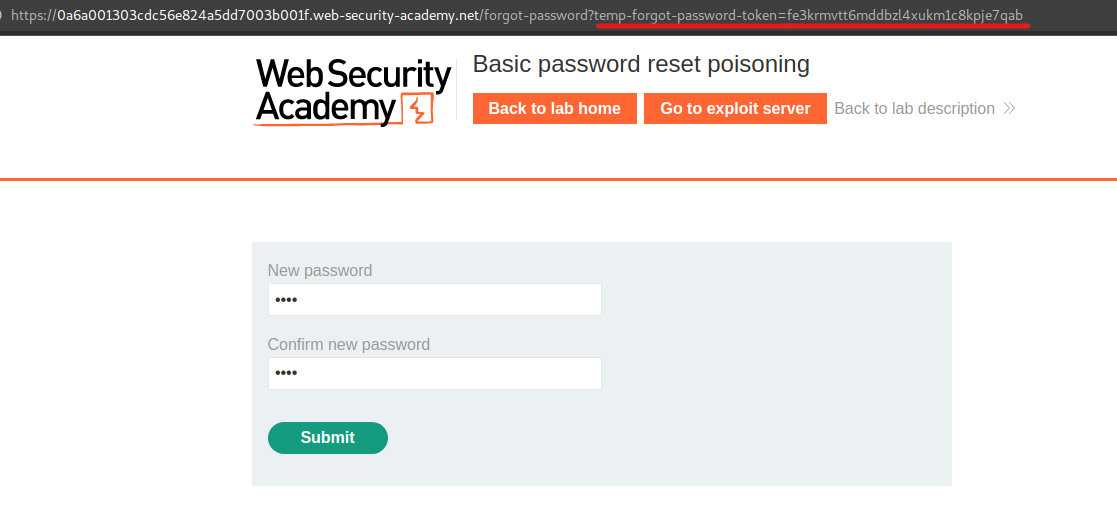 https://0a6a001303cdc56e824a5dd7003b001f.web-security-academy.net/forgot-password?temp-forgot-password-token=fe3krmvtt6mddbzl4xukm1c8kpje7qab
Web Security
Academy
Basic password reset poisoning
Back to lab home
Go to exploit server
Back to lab description
New password
••••
Confirm new password
••••
Submit